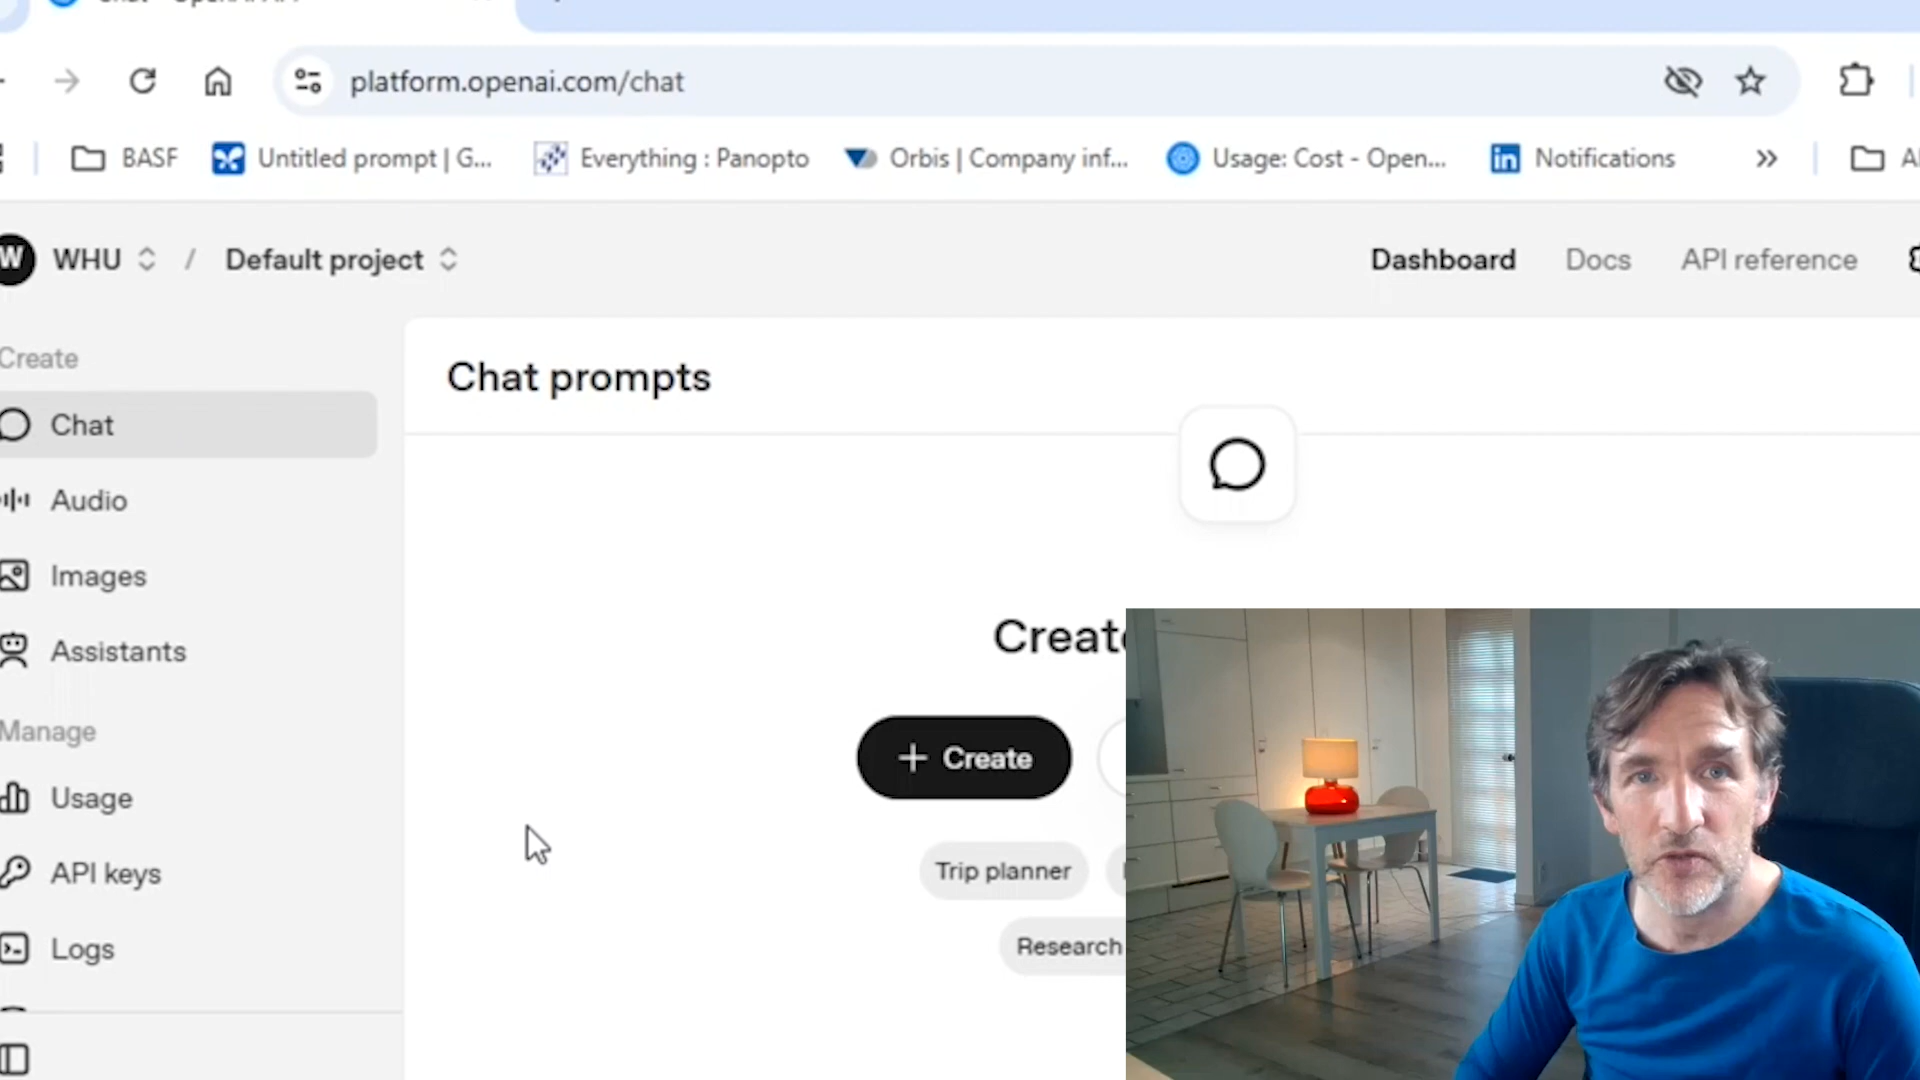 platform.openai.com/chat
BASF
Untitled prompt | G...
Everything : Panopto
Orbis | Company inf...
Usage: Cost - Open...
in
Notifications
W
WHU / Default project
Dashboard
Docs
API reference
Create
Chat
Audio
Images
Assistants
Manage
Usage
API keys
Logs
Chat prompts
Create
+ Create
Trip planner
Research